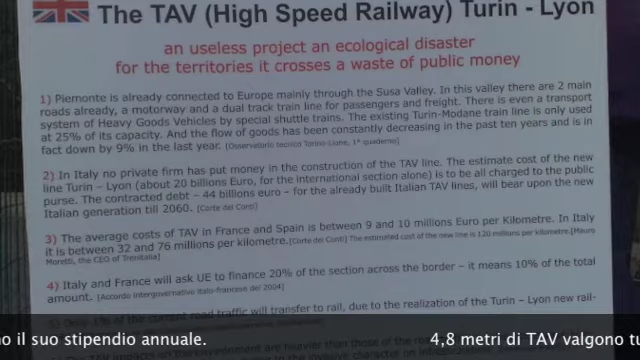 The TAV (High Speed Railway) Turin - Lyon
an useless project an ecological disaster
for the territories it crosses a waste of public money
1) Piemonte is already connected to Europe mainly through the Susa Valley. In this valley there are 2 main
roads already, a motorway and a dual track train line for passengers and freight. There is even a transport
system of Heavy Goods Vehicles by special shuttle trains. The existing Turin-Modane train line is only used
at 25% of its capacity. And the flow of goods has been constantly decreasing in the past ten years and is in
fact down by 9% in the last year. [Osservatorio tecnico Torino-Lione, 1° quaderno]
2) In Italy no private firm has put money in the construction of the TAV line. The estimate cost of the new
line Turin – Lyon (about 20 billions Euro, for the international section alone) is to be all charged to the public
purse. The contracted debt – 44 billions euro – for the already built Italian TAV lines, will bear upon the new
Italian generation till 2060. [Corte dei Conti]
3) The average costs of TAV in France and Spain is between 9 and 10 millions Euro per Kilometre. In Italy
it is between 32 and 76 millions per kilometre.[Corte dei Conti] The estimated cost of the new line is 120 millions per kilometre.[Mauro
Moretti, the CEO of Trenitalia]
4) Italy and France will ask UE to finance 20% of the section across the border – it means 10% of the total
amount. [Accordo intergovernativo italo-francese del 2004]
5) Only 1% of the current road traffic will transfer to rail, due to the realization of the Turin – Lyon new rail-
no il suo stipendio annuale.
4,8 metri di TAV valgono tu